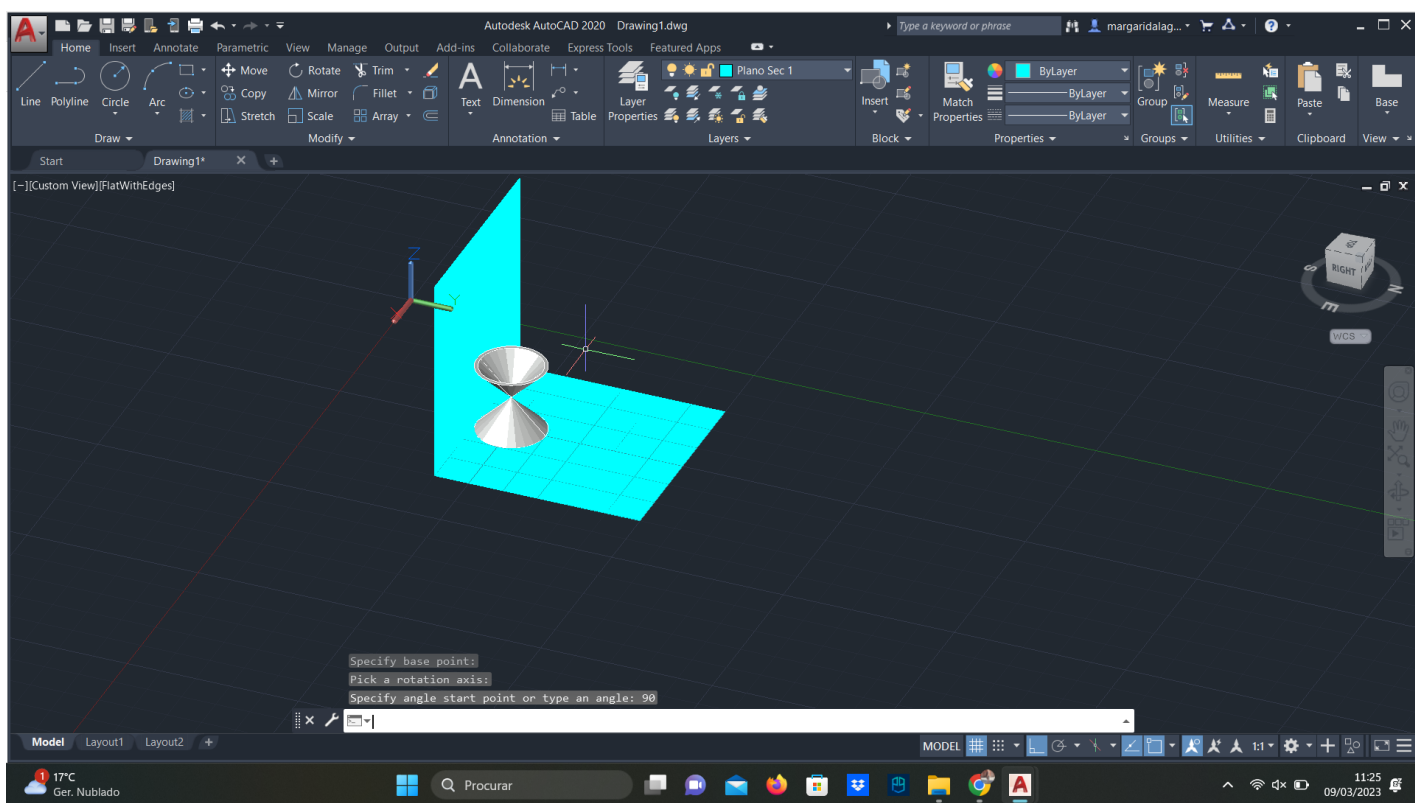 Autodesk AutoCAD 2020 Drawing1.dwg
Type a keyword or phrase
margaridalag...
Home Insert Annotate Parametric View Manage Output Add-ins Collaborate Express Tools Featured Apps
Move Rotate Trim
Plano Sec 1
ByLayer
Copy Mirror Fillet
ByLayer
Line Polyline Circle Arc
Text Dimension
Layer
Insert
Match
Group
Measure
Paste
Base
Stretch Scale Array
Table
Properties
Properties
ByLayer
Draw Modify Annotation Layers Block Properties Groups Utilities Clipboard View
Start Drawing1*
[−][Custom View][FlatWithEdges]
Z
Y
X
RIGHT
S
N
E
WCS
Specify base point:
Pick a rotation axis:
Specify angle start point or type an angle: 90
Model Layout1 Layout2
MODEL
1:1
1
17°C
Ger. Nublado
Procurar
11:25
09/03/2023